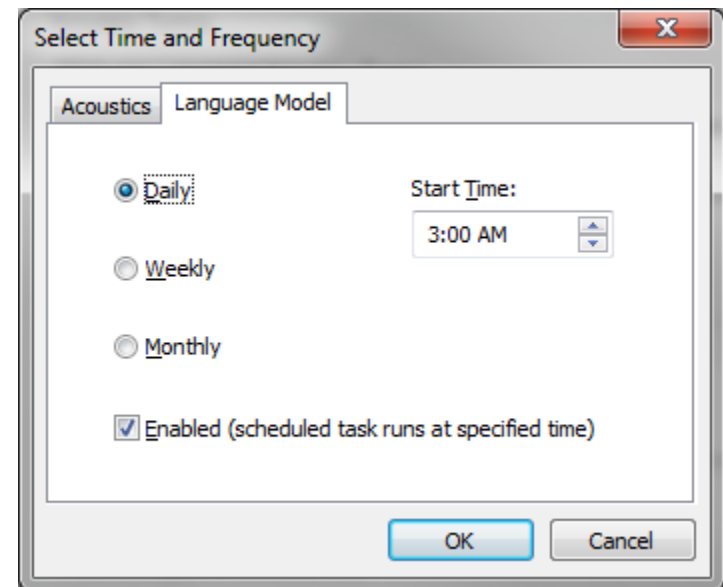 Select Time and Frequency
Acoustics Language Model
Daily Start Time:
3:00 AM
Weekly
Monthly
Enabled (scheduled task runs at specified time)
OK Cancel